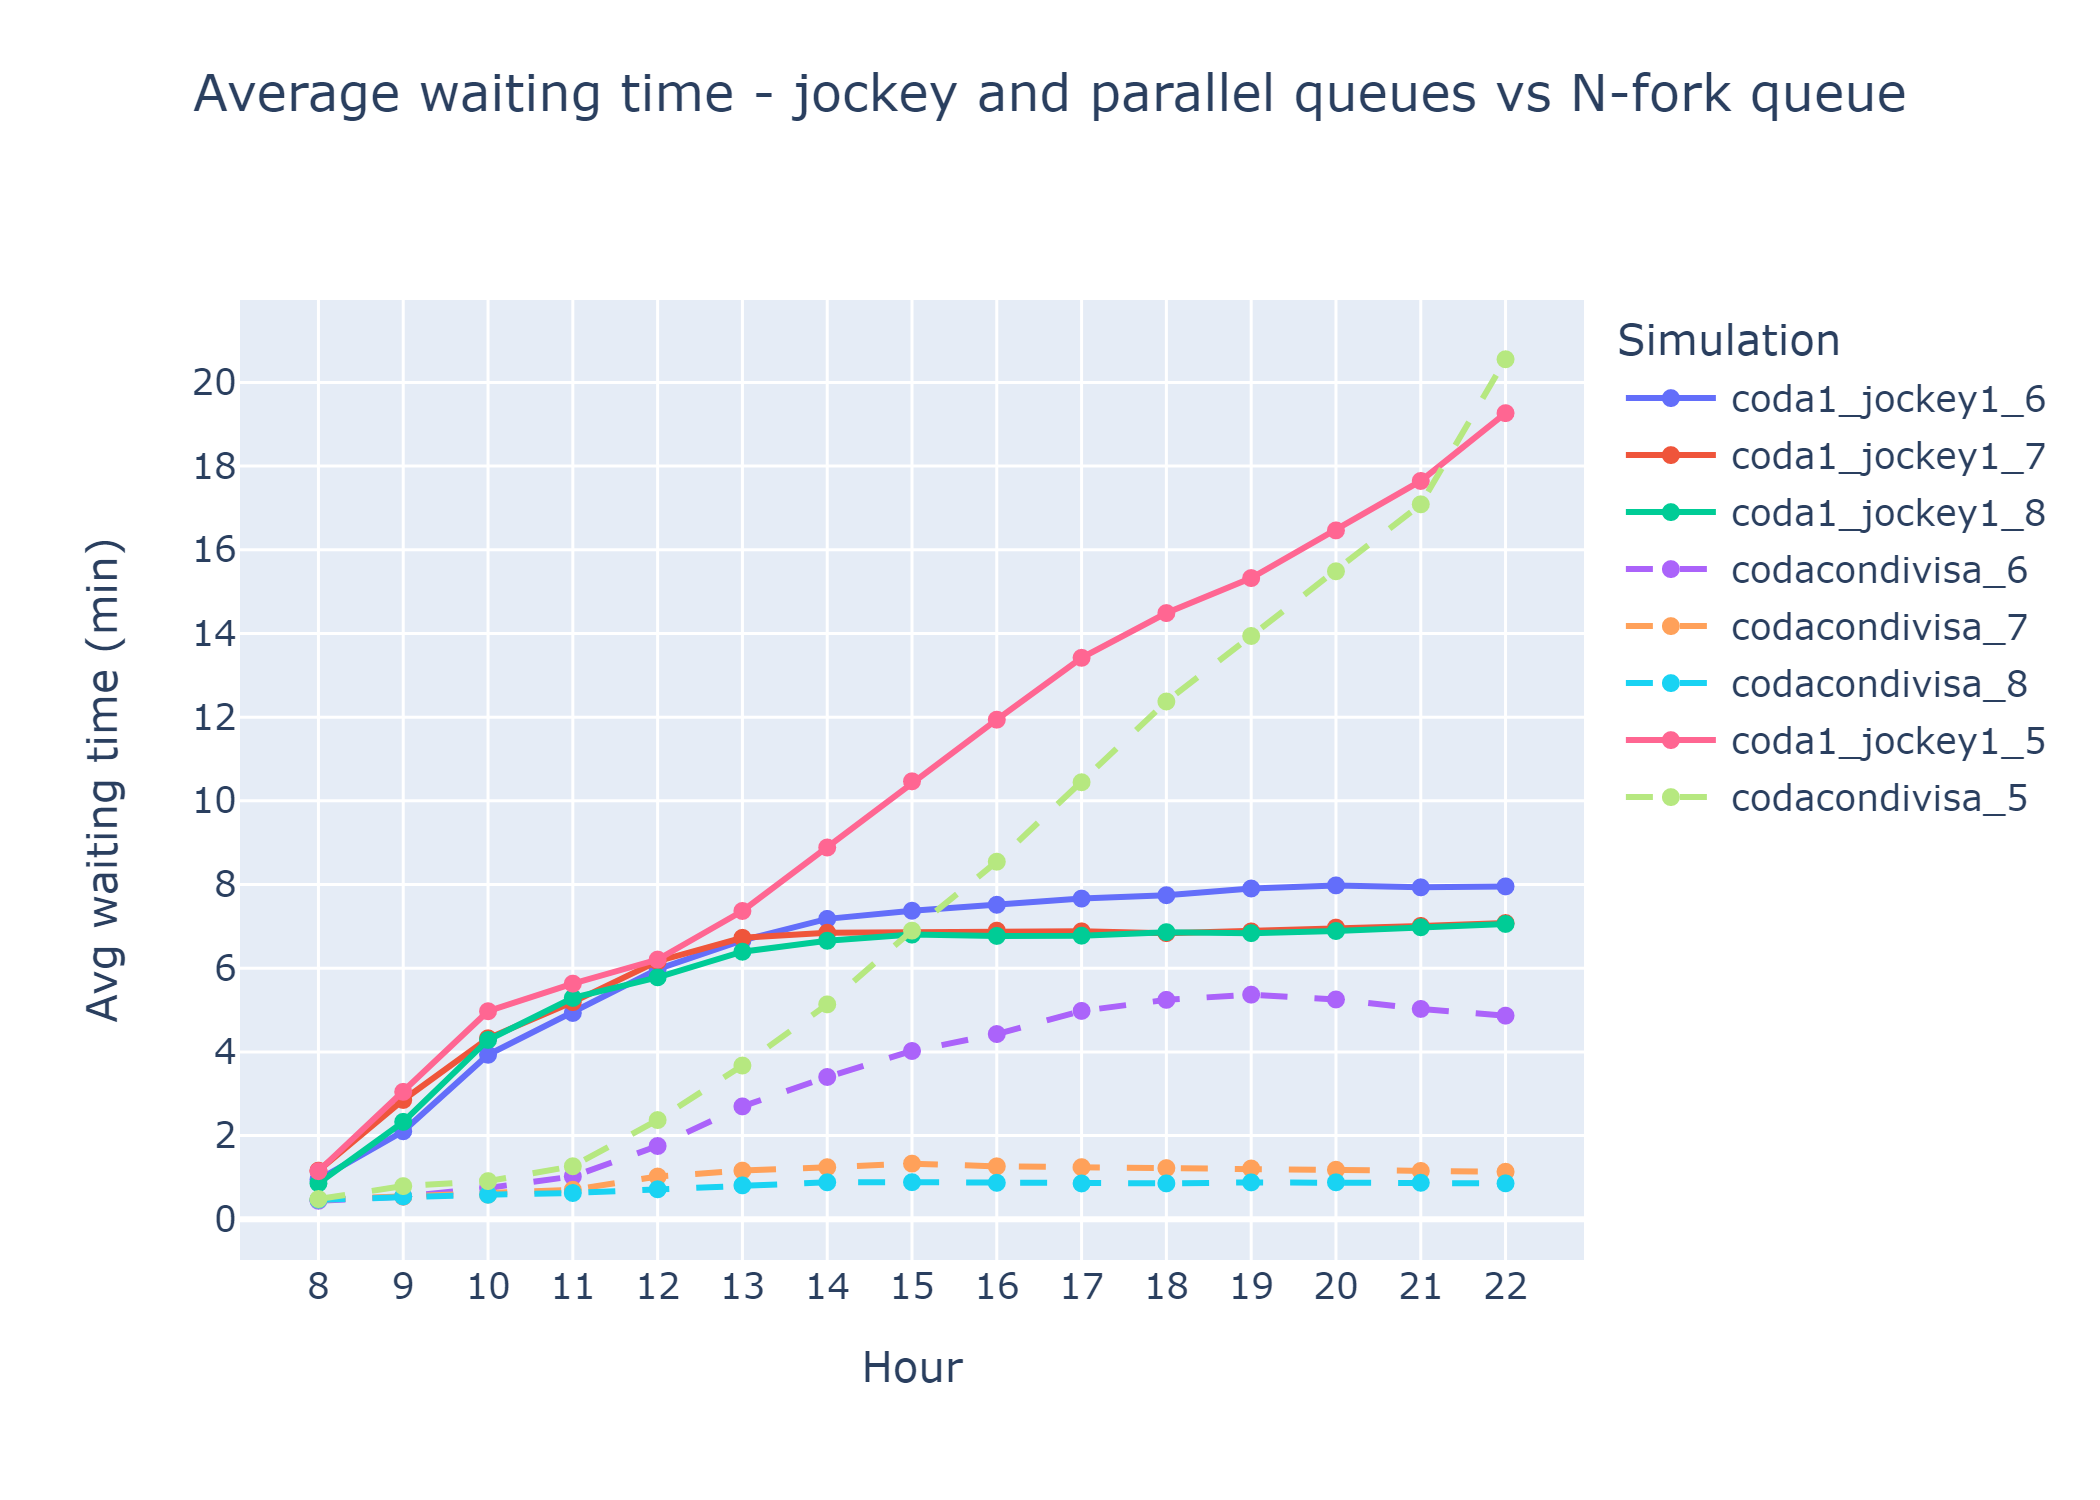 Average waiting time - jockey and parallel queues vs N-fork queue
Simulation
coda1_jockey1_6
coda1_jockey1_7
coda1_jockey1_8
codacondivisa_6
codacondivisa_7
codacondivisa_8
coda1_jockey1_5
codacondivisa_5
Avg waiting time (min)
20
18
16
14
12
10
8
6
4
2
0
8 9 10 11 12 13 14 15 16 17 18 19 20 21 22
Hour